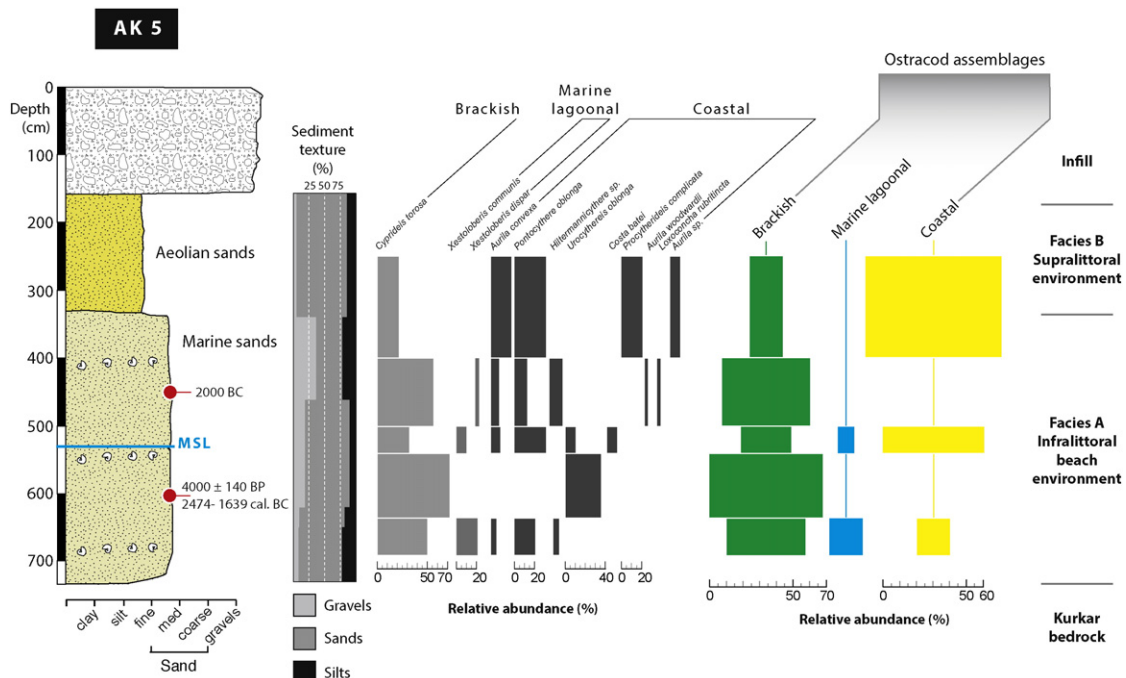 AK 5
Ostracod assemblages
0
Depth
(cm)
100
200
300
400
500
600
700
Aeolian sands
Marine sands
2000 BC
MSL
4000 ± 140 BP
2474- 1639 cal. BC
clay
silt
fine
med
coarse
gravels
Sand
Sediment
texture
(%)
25 50 75
Gravels
Sands
Silts
Brackish
Marine
lagoonal
Coastal
Cyprideis torosa
Xestoloberis communis
Xestoloberis dispar
Aurila convexa
Pontocythere oblonga
Hiltermannicythere sp.
Urocythereis oblonga
Costa batei
Procytherideis complicata
Aurila woodwardii
Loxoconcha rubritincta
Aurila sp.
0 50 70
20
0 20
0 40
0 20
Relative abundance (%)
Brackish
Marine lagoonal
Coastal
0 50 70
0 50 60
Relative abundance (%)
Infill
Facies B
Supralittoral
environment
Facies A
Infralittoral
beach
environment
Kurkar
bedrock